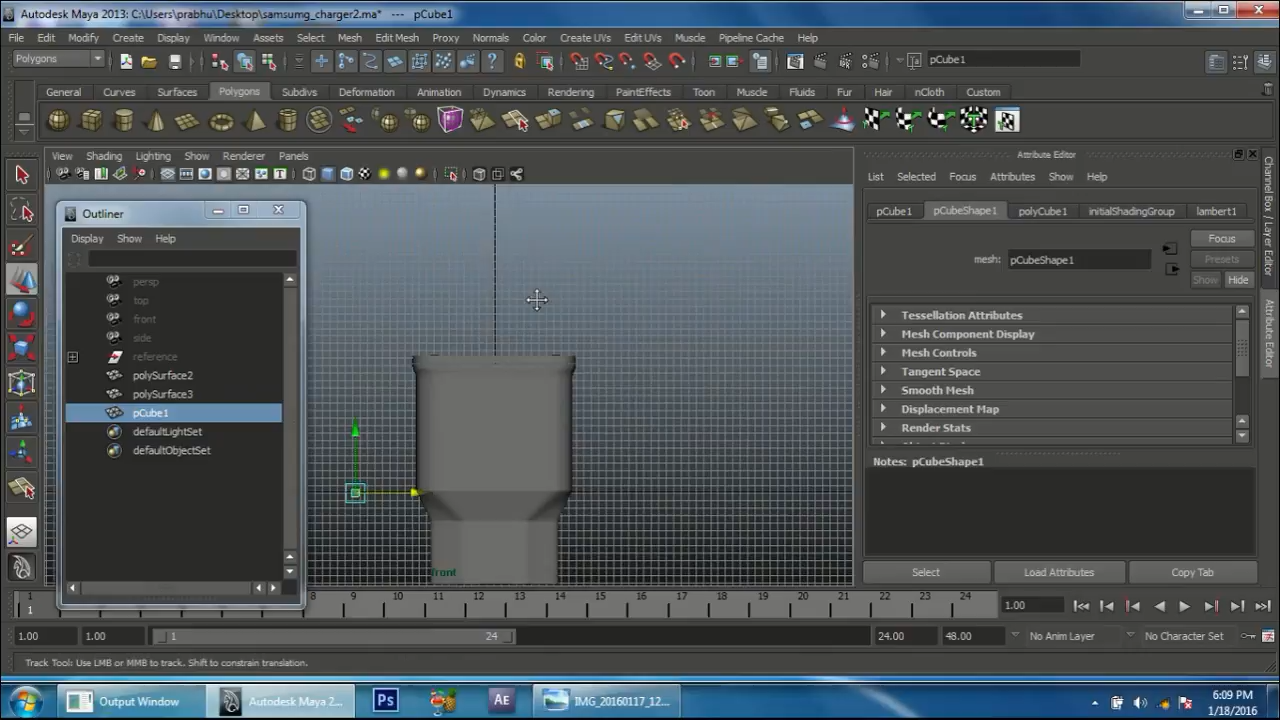 Autodesk Maya 2013: C:\Users\prabhu\Desktop\samsumg_charger2.ma* --- pCube1
File Edit Modify Create Display Window Assets Select Mesh Edit Mesh Proxy Normals Color Create UVs Edit UVs Muscle Pipeline Cache Help
Polygons
pCube1
General Curves Surfaces Polygons Subdivs Deformation Animation Dynamics Rendering PaintEffects Toon Muscle Fluids Fur Hair nCloth Custom
View Shading Lighting Show Renderer Panels
Attribute Editor
List Selected Focus Attributes Show Help
Outliner
Display Show Help
persp
top
front
side
reference
polySurface2
polySurface3
pCube1
defaultLightSet
defaultObjectSet
front
pCube1 pCubeShape1 polyCube1 initialShadingGroup lambert1
Focus
mesh: pCubeShape1
Presets
Show Hide
Tessellation Attributes
Mesh Component Display
Mesh Controls
Tangent Space
Smooth Mesh
Displacement Map
Render Stats
Notes: pCubeShape1
Select Load Attributes Copy Tab
Channel Box / Layer Editor
Attribute Editor
1 9 10 11 12 13 14 15 16 17 18 19 20 21 22 23 24
1
1.00
1.00 1.00 1 24 24.00 48.00 No Anim Layer No Character Set
Track Tool: Use LMB or MMB to track. Shift to constrain translation.
Output Window Autodesk Maya 2... Ps AE IMG_20160117_12...
6:09 PM
1/18/2016